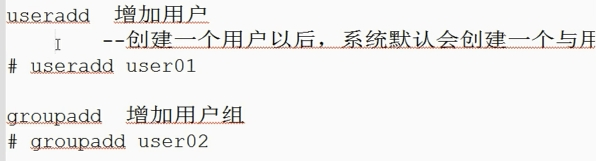 useradd 增加用户
--创建一个用户以后，系统默认会创建一个与用
# useradd user01
groupadd 增加用户组
# groupadd user02